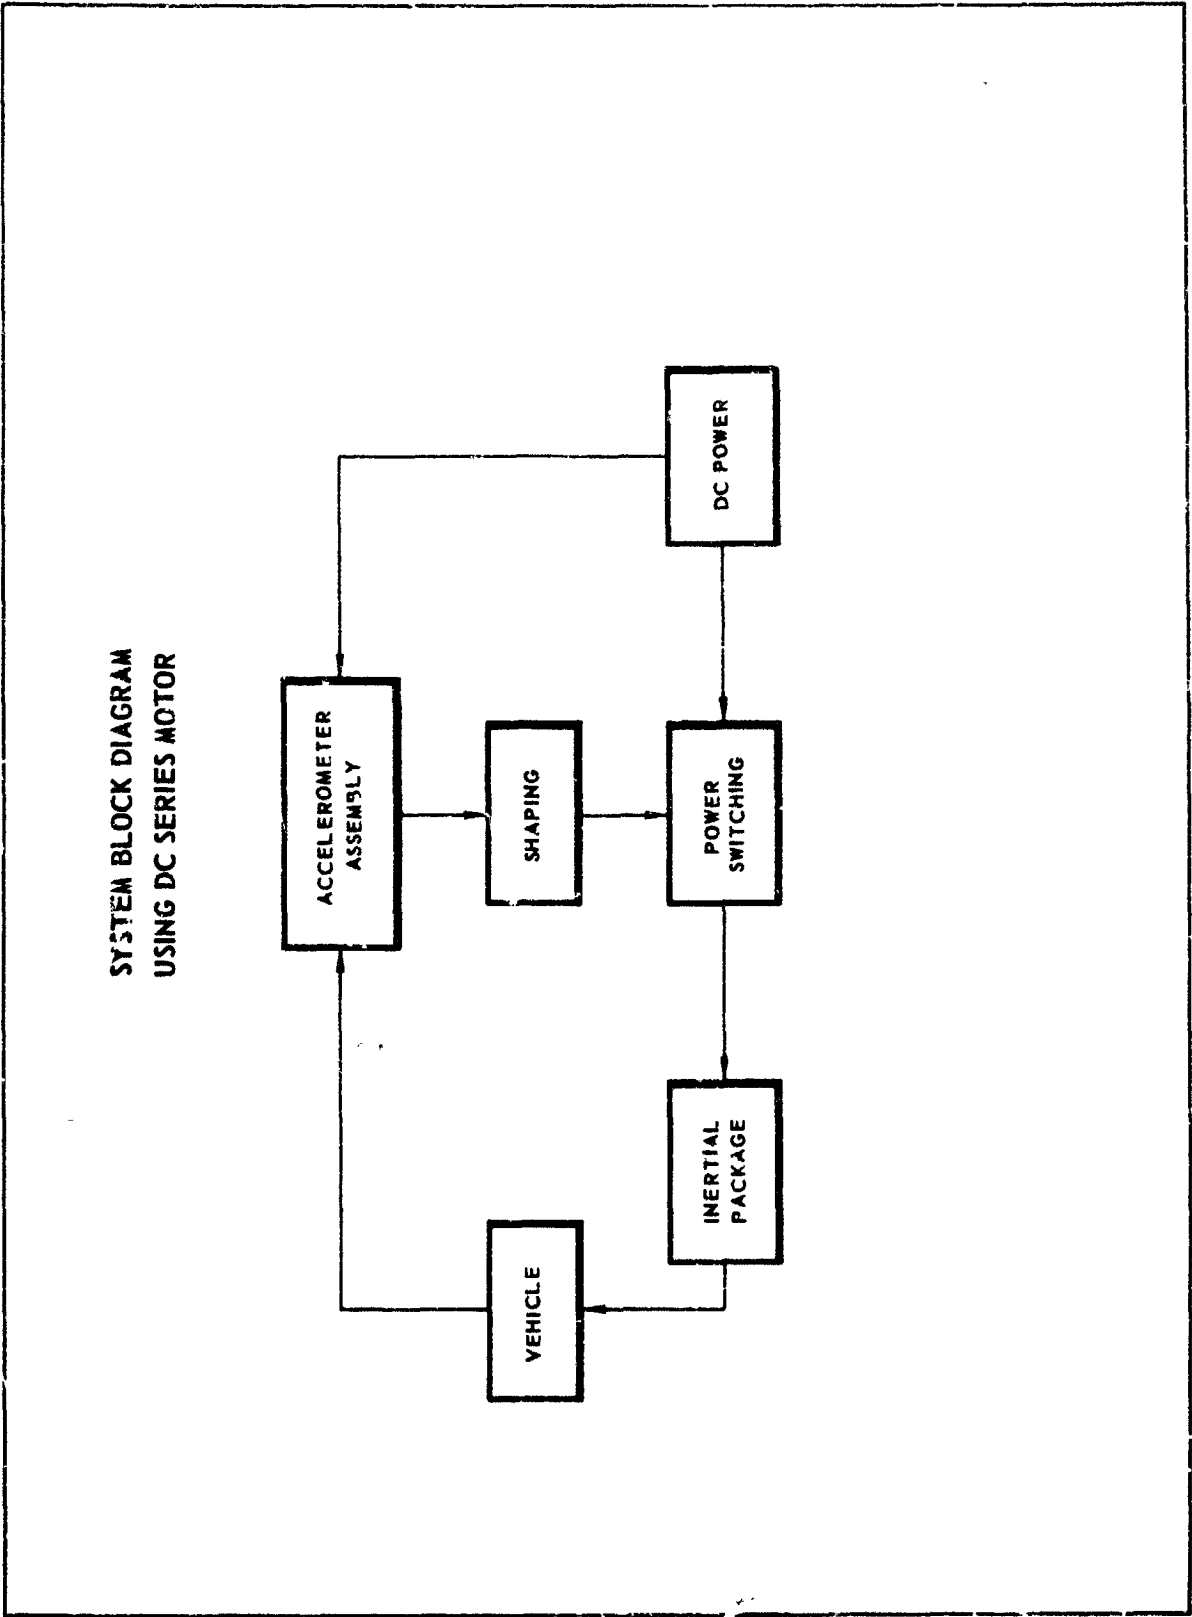 SYSTEM BLOCK DIAGRAM
USING DC SERIES MOTOR
ACCELEROMETER
ASSEMBLY
VEHICLE
SHAPING
INERTIAL
PACKAGE
POWER
SWITCHING
DC POWER